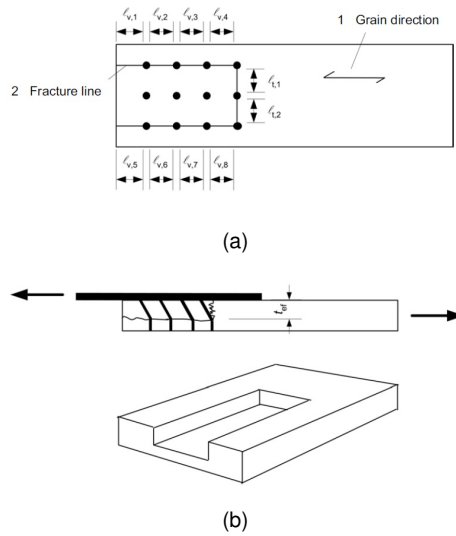 ℓv,1 ℓv,2 ℓv,3 ℓv,4
1 Grain direction
2 Fracture line
ℓt,1
ℓt,2
ℓv,5 ℓv,6 ℓv,7 ℓv,8
(a)
tef
(b)